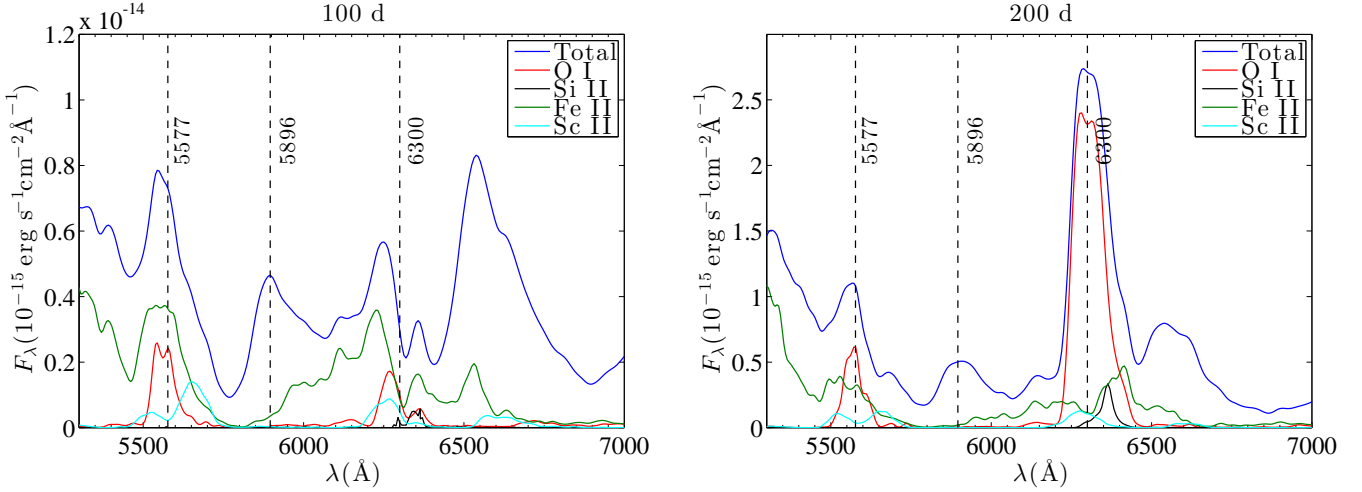 100 d
x 10⁻¹⁴
1.2
1
0.8
0.6
0.4
0.2
0
F_λ(10⁻¹⁵ erg s⁻¹cm⁻²Å⁻¹)
Total
O I
Si II
Fe II
Sc II
5577
5896
6300
5500
6000
6500
7000
λ(Å)
200 d
2.5
2
1.5
1
0.5
0
F_λ(10⁻¹⁵ erg s⁻¹cm⁻²Å⁻¹)
Total
O I
Si II
Fe II
Sc II
5577
5896
6300
5500
6000
6500
7000
λ(Å)